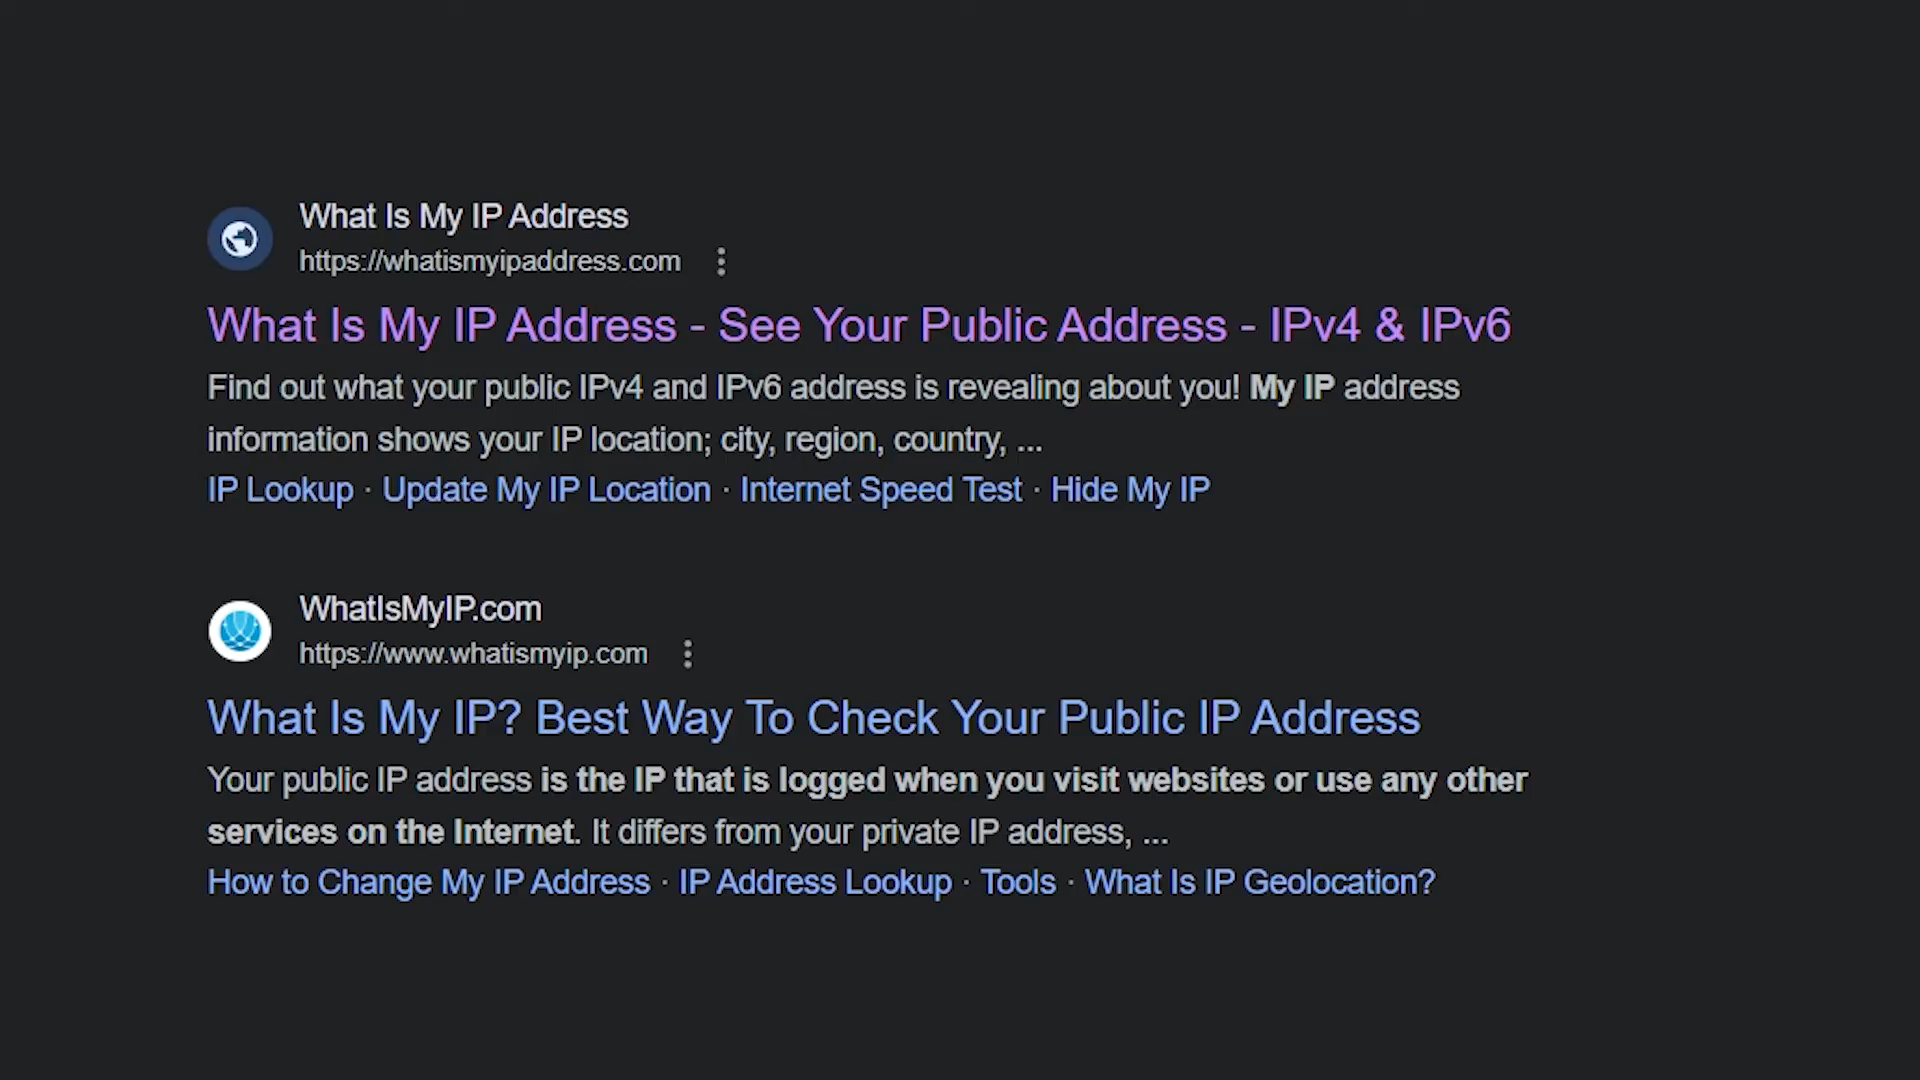 What Is My IP Address
https://whatismyipaddress.com
What Is My IP Address - See Your Public Address - IPv4 & IPv6
Find out what your public IPv4 and IPv6 address is revealing about you! My IP address
information shows your IP location; city, region, country, ...
IP Lookup · Update My IP Location · Internet Speed Test · Hide My IP
WhatIsMyIP.com
https://www.whatismyip.com
What Is My IP? Best Way To Check Your Public IP Address
Your public IP address is the IP that is logged when you visit websites or use any other
services on the Internet. It differs from your private IP address, ...
How to Change My IP Address · IP Address Lookup · Tools · What Is IP Geolocation?